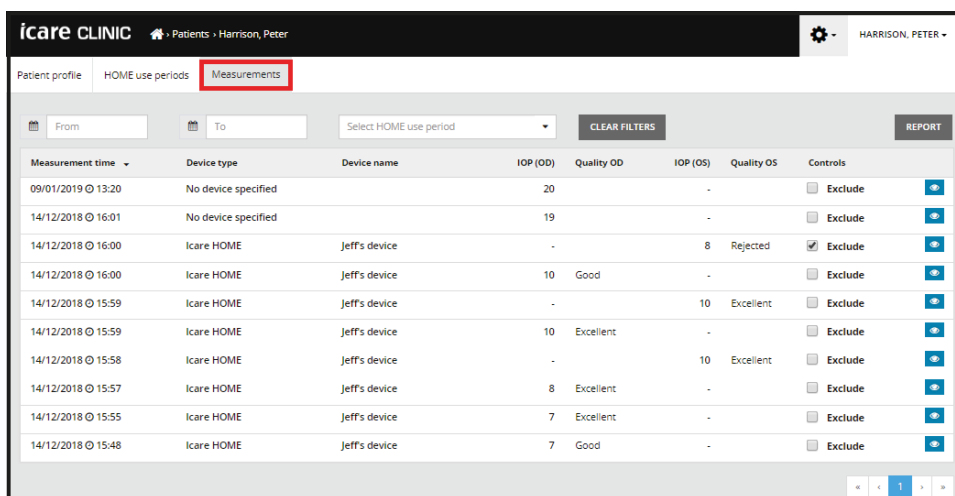 icare CLINIC › Patients › Harrison, Peter HARRISON, PETER
Patient profile HOME use periods Measurements
From To Select HOME use period CLEAR FILTERS REPORT
Measurement time Device type Device name IOP (OD) Quality OD IOP (OS) Quality OS Controls
09/01/2019 13:20 No device specified 20 - Exclude
14/12/2018 16:01 No device specified 19 - Exclude
14/12/2018 16:00 Icare HOME Jeff's device - 8 Rejected Exclude
14/12/2018 16:00 Icare HOME Jeff's device 10 Good - Exclude
14/12/2018 15:59 Icare HOME Jeff's device - 10 Excellent Exclude
14/12/2018 15:59 Icare HOME Jeff's device 10 Excellent - Exclude
14/12/2018 15:58 Icare HOME Jeff's device - 10 Excellent Exclude
14/12/2018 15:57 Icare HOME Jeff's device 8 Excellent - Exclude
14/12/2018 15:55 Icare HOME Jeff's device 7 Excellent - Exclude
14/12/2018 15:48 Icare HOME Jeff's device 7 Good - Exclude
« ‹ 1 › »